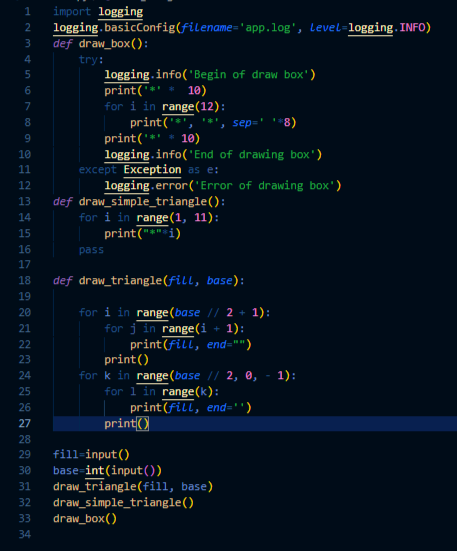 1 import logging
2 logging.basicConfig(filename='app.log', level=logging.INFO)
3 def draw_box():
4     try:
5         logging.info('Begin of draw box')
6         print('*' *  10)
7         for i in range(12):
8             print('*', '*', sep=' '*8)
9         print('*' * 10)
10         logging.info('End of drawing box')
11     except Exception as e:
12         logging.error('Error of drawing box')
13 def draw_simple_triangle():
14     for i in range(1, 11):
15         print("*"*i)
16     pass
17
18 def draw_triangle(fill, base):
19
20     for i in range(base // 2 + 1):
21         for j in range(i + 1):
22             print(fill, end="")
23         print()
24     for k in range(base // 2, 0, - 1):
25         for l in range(k):
26             print(fill, end='')
27         print()
28
29 fill=input()
30 base=int(input())
31 draw_triangle(fill, base)
32 draw_simple_triangle()
33 draw_box()
34